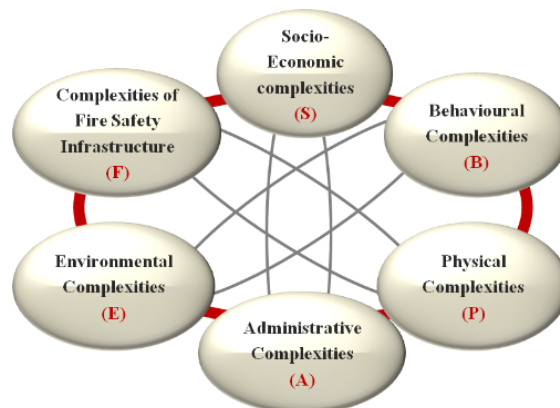 Socio-
Economic
complexities
(S)
Complexities of
Fire Safety
Infrastructure
(F)
Behavioural
Complexities
(B)
Environmental
Complexities
(E)
Physical
Complexities
(P)
Administrative
Complexities
(A)